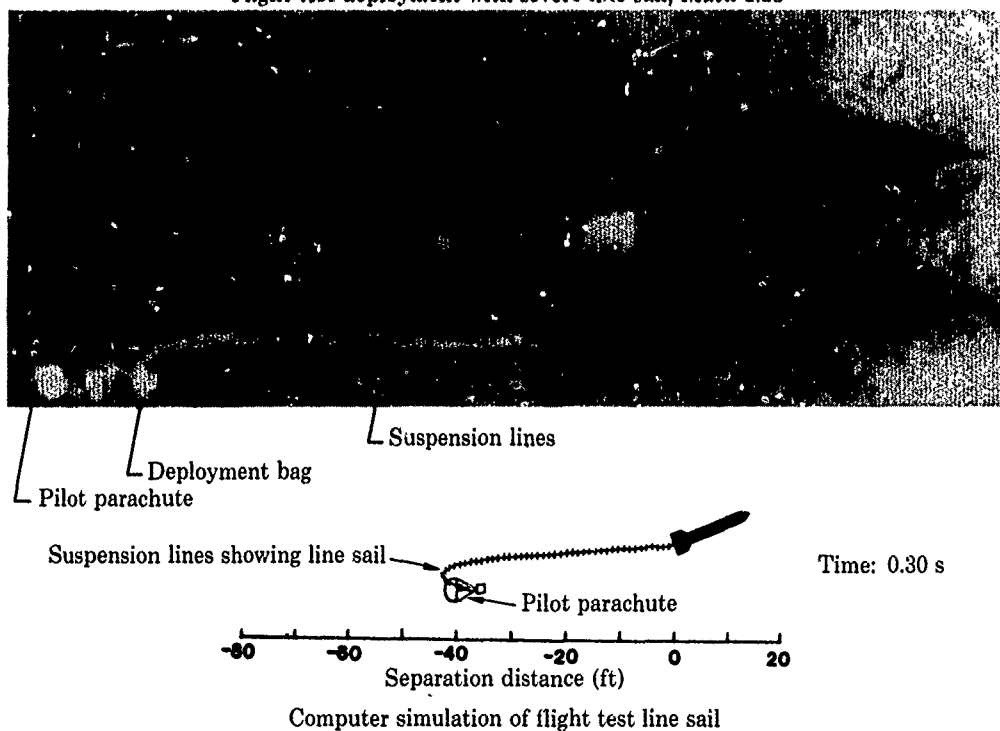 Suspension lines
Deployment bag
Pilot parachute
Suspension lines showing line sail
Time: 0.30 s
Pilot parachute
-80 -60 -40 -20 0 20
Separation distance (ft)
Computer simulation of flight test line sail